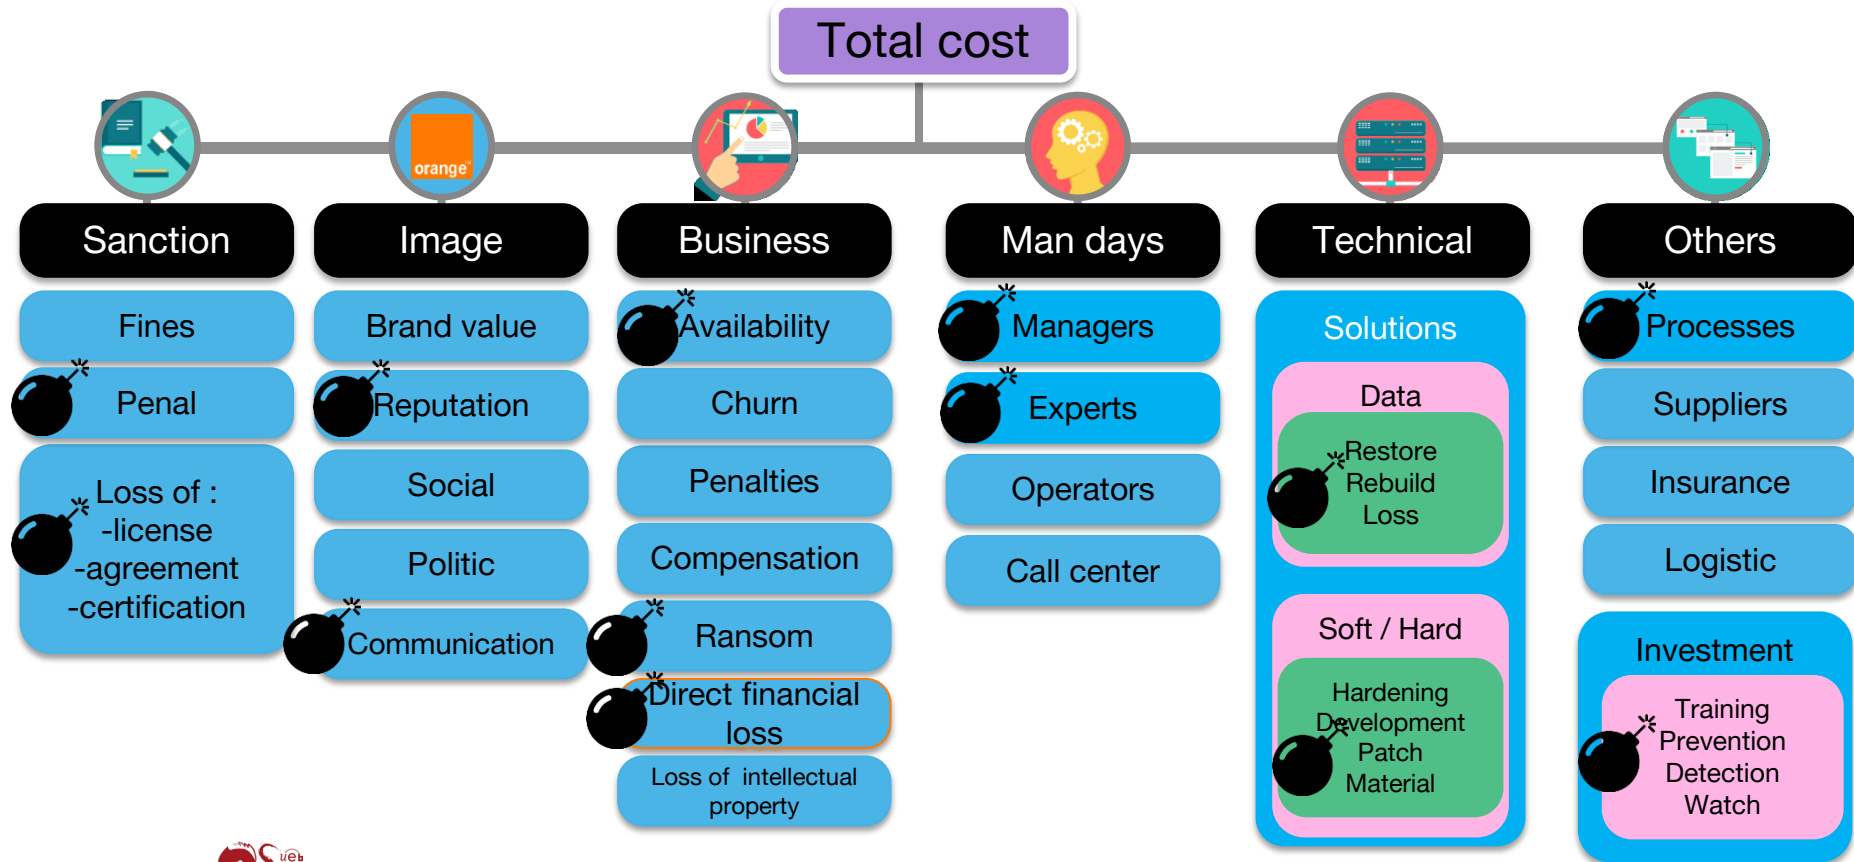 Total cost
orange™
Sanction
Fines
Penal
Loss of :
-license
-agreement
-certification
Image
Brand value
Reputation
Social
Politic
Communication
Business
Availability
Churn
Penalties
Compensation
Ransom
Direct financial
loss
Loss of intellectual
property
Man days
Managers
Experts
Operators
Call center
Technical
Solutions
Data
Restore
Rebuild
Loss
Soft / Hard
Hardening
Development
Patch
Material
Others
Processes
Suppliers
Insurance
Logistic
Investment
Training
Prevention
Detection
Watch